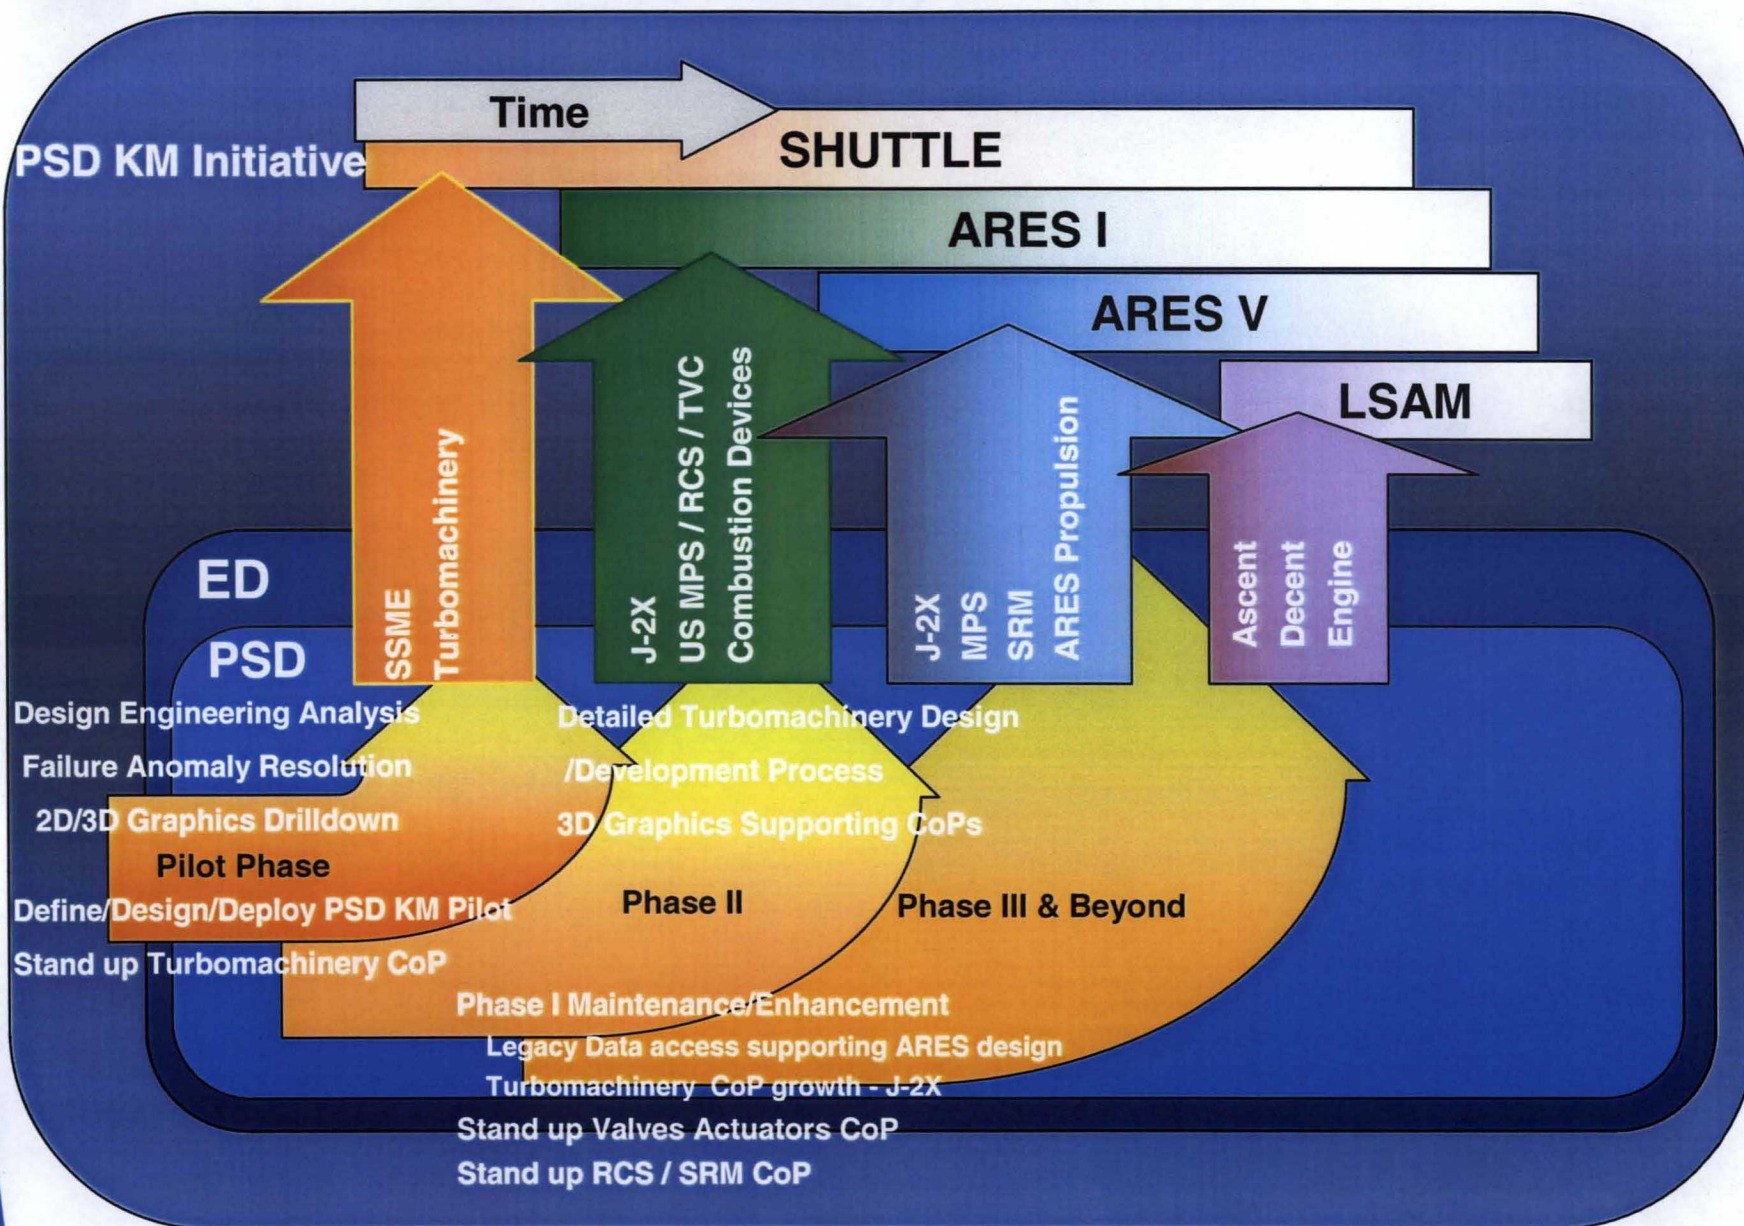 Time
PSD KM Initiative
SHUTTLE
ARES I
ARES V
LSAM
SSME
Turbomachinery
J-2X
US MPS / RCS / TVC
Combustion Devices
J-2X
MPS
SRM
ARES Propulsion
Ascent
Decent
Engine
ED
PSD
Design Engineering Analysis
Failure Anomaly Resolution
2D/3D Graphics Drilldown
Pilot Phase
Define/Design/Deploy PSD KM Pilot
Stand up Turbomachinery CoP
Detailed Turbomachinery Design
/Development Process
3D Graphics Supporting CoPs
Phase II
Phase III & Beyond
Phase I Maintenance/Enhancement
Legacy Data access supporting ARES design
Turbomachinery CoP growth - J-2X
Stand up Valves Actuators CoP
Stand up RCS / SRM CoP